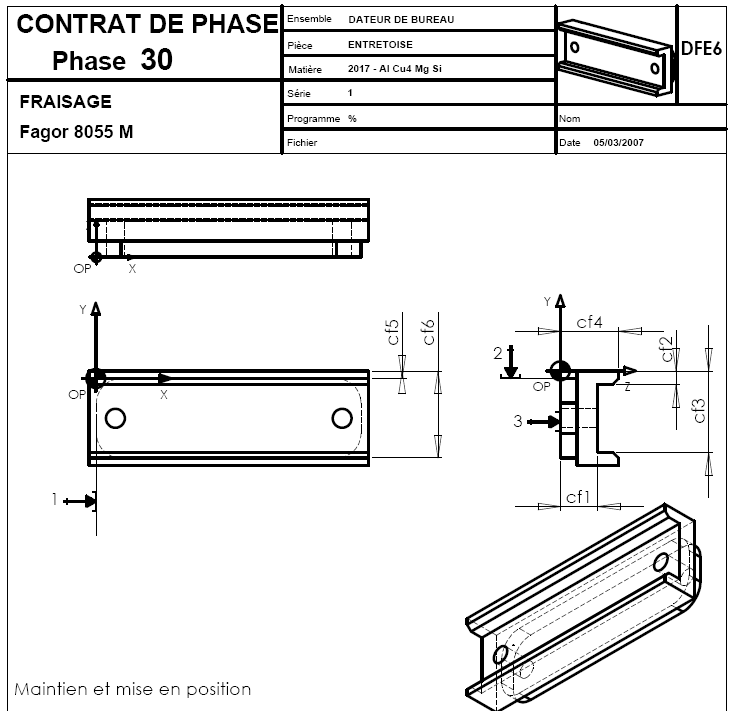 CONTRAT DE PHASE
Phase 30
FRAISAGE
Fagor 8055 M
Ensemble DATEUR DE BUREAU
Pièce ENTRETOISE
Matière 2017 - Al Cu4 Mg Si
Série 1
Programme %
Fichier
DFE6
Nom
Date 05/03/2007
OP X
Y
OP X
cf5
cf6
1
Y
cf4
2
cf2
OP
Z
3
cf3
cf1
Maintien et mise en position